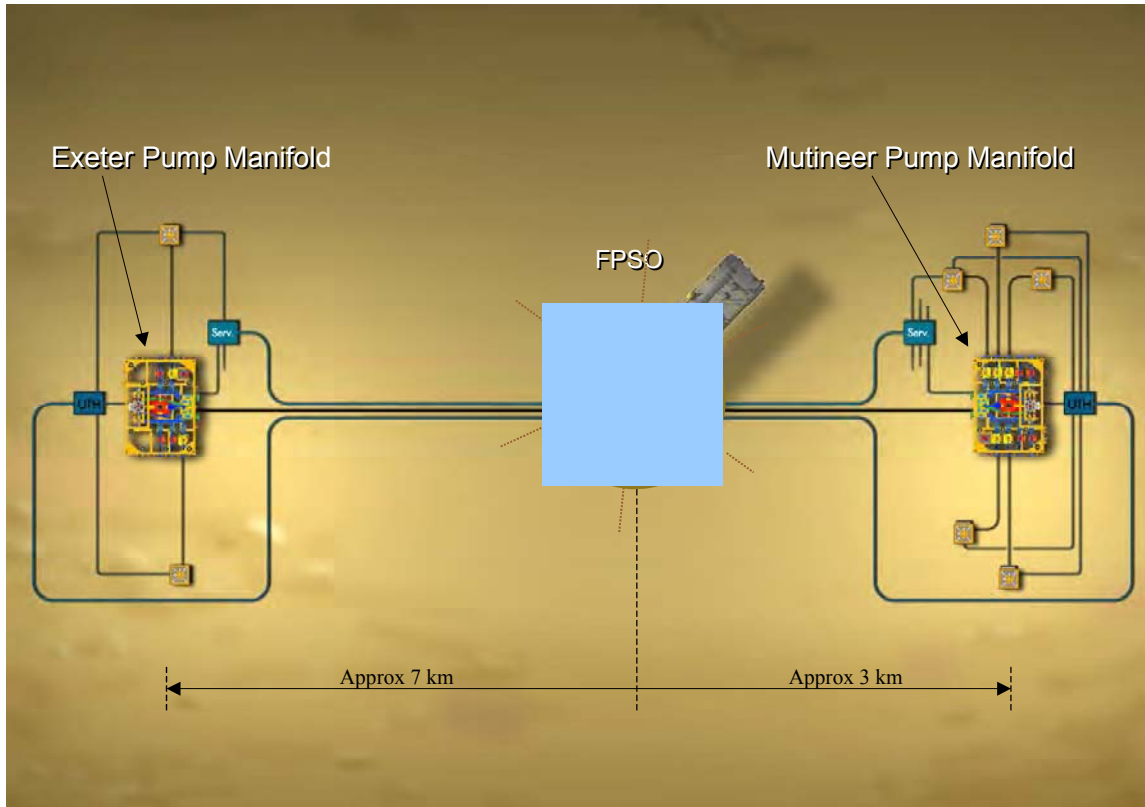 Exeter Pump Manifold
Mutineer Pump Manifold
FPSO
Serv.
Serv.
UTH
UTH
Approx 7 km
Approx 3 km